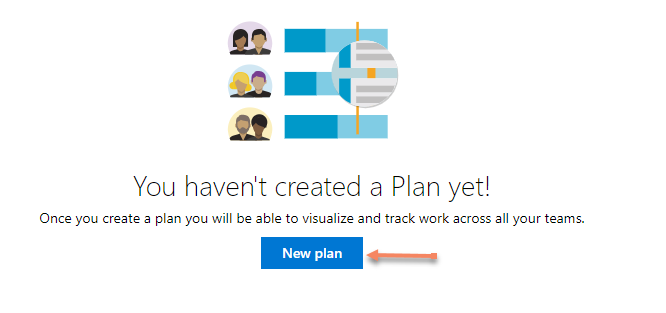 You haven't created a Plan yet!
Once you create a plan you will be able to visualize and track work across all your teams.
New plan